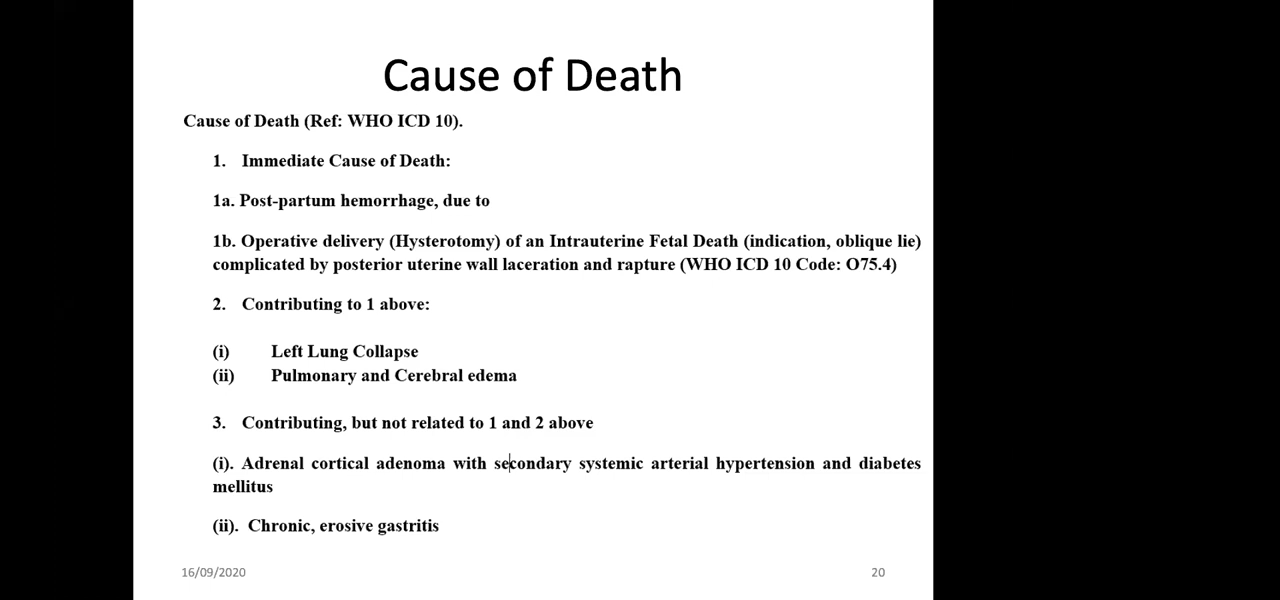 Cause of Death
Cause of Death (Ref: WHO ICD 10).
1. Immediate Cause of Death:
1a. Post-partum hemorrhage, due to
1b. Operative delivery (Hysterotomy) of an Intrauterine Fetal Death (indication, oblique lie)
complicated by posterior uterine wall laceration and rapture (WHO ICD 10 Code: O75.4)
2. Contributing to 1 above:
(i) Left Lung Collapse
(ii) Pulmonary and Cerebral edema
3. Contributing, but not related to 1 and 2 above
(i). Adrenal cortical adenoma with secondary systemic arterial hypertension and diabetes
mellitus
(ii). Chronic, erosive gastritis
16/09/2020 20